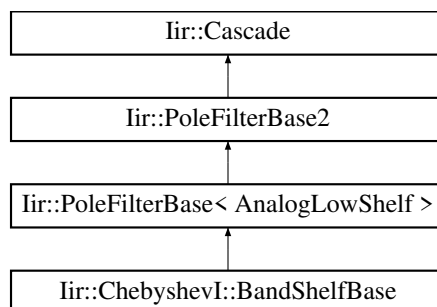 Iir::Cascade
Iir::PoleFilterBase2
Iir::PoleFilterBase< AnalogLowShelf >
Iir::ChebyshevI::BandShelfBase